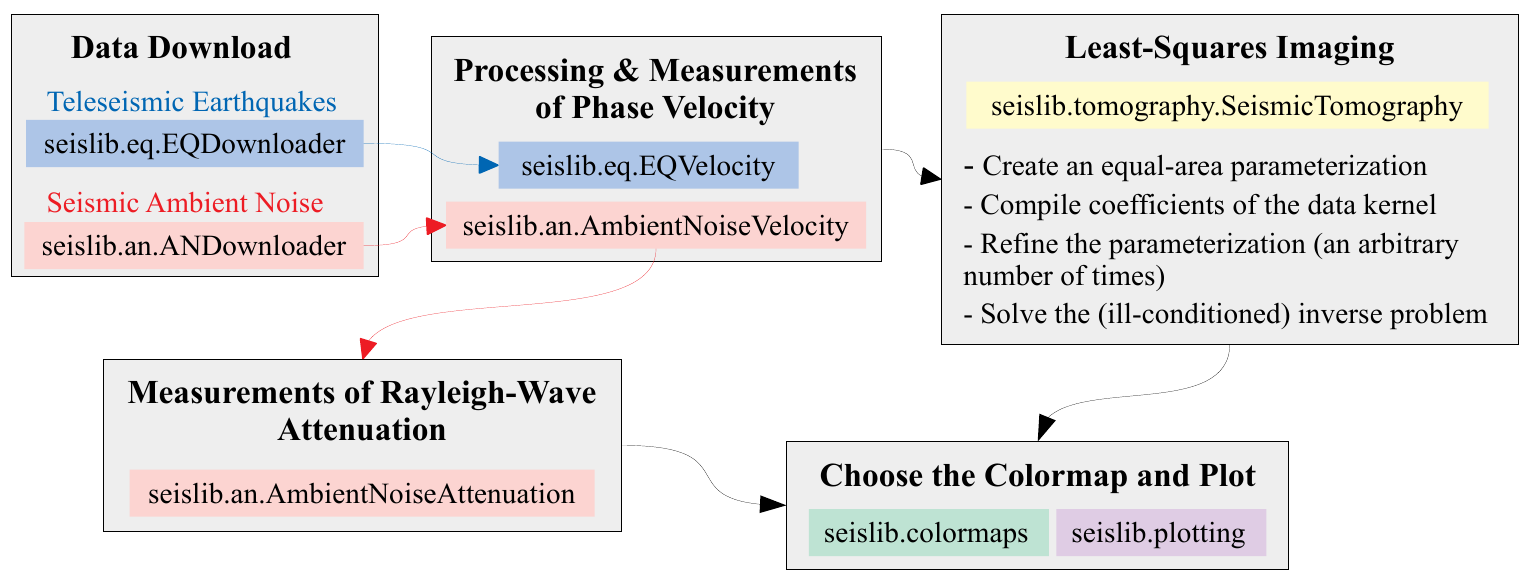 Data Download
Teleseismic Earthquakes
seislib.eq.EQDownloader
Seismic Ambient Noise
seislib.an.ANDownloader
Processing & Measurements
of Phase Velocity
seislib.eq.EQVelocity
seislib.an.AmbientNoiseVelocity
Least-Squares Imaging
seislib.tomography.SeismicTomography
- Create an equal-area parameterization
- Compile coefficients of the data kernel
- Refine the parameterization (an arbitrary
number of times)
- Solve the (ill-conditioned) inverse problem
Measurements of Rayleigh-Wave
Attenuation
seislib.an.AmbientNoiseAttenuation
Choose the Colormap and Plot
seislib.colormaps
seislib.plotting